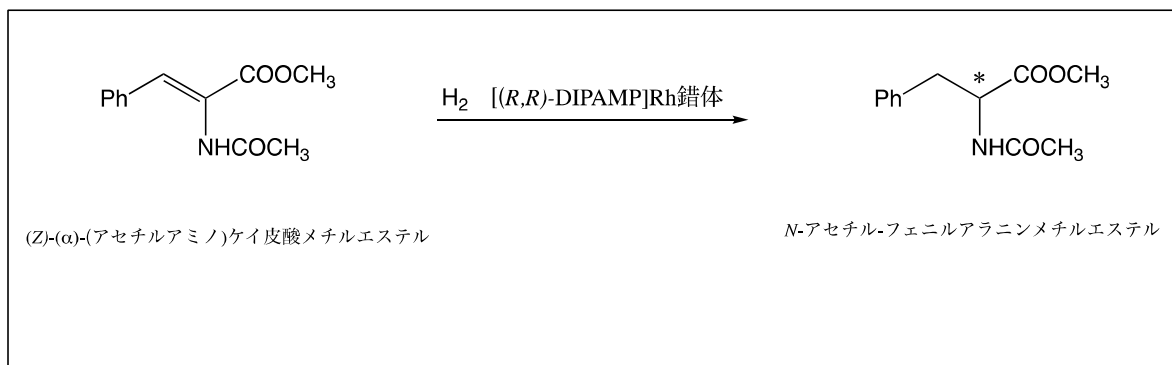 Ph
COOCH3
NHCOCH3
H2 [(R,R)-DIPAMP]Rh錯体
Ph
*
COOCH3
NHCOCH3
(Z)-(α)-(アセチルアミノ)ケイ皮酸メチルエステル
N-アセチル-フェニルアラニンメチルエステル